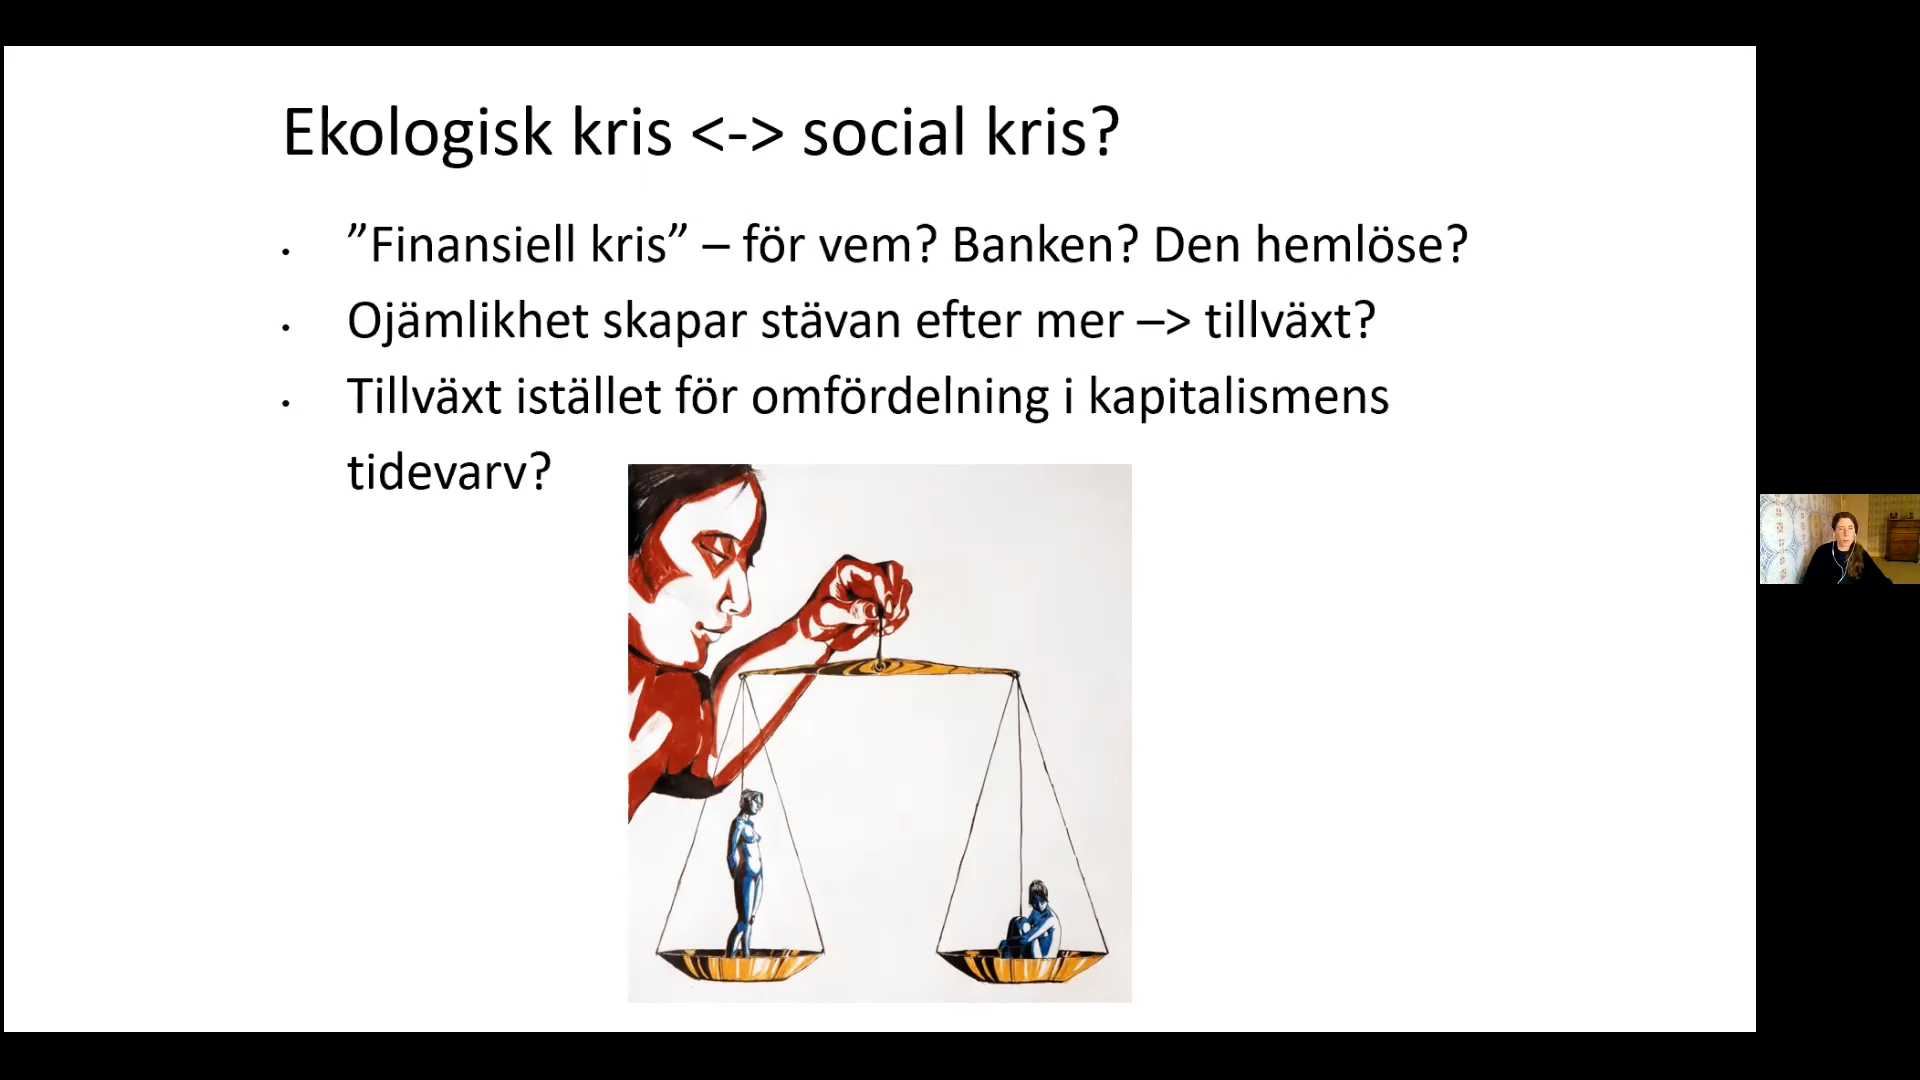 Ekologisk kris <-> social kris?
• ”Finansiell kris” – för vem? Banken? Den hemlöse?
• Ojämlikhet skapar stävan efter mer –> tillväxt?
• Tillväxt istället för omfördelning i kapitalismens
tidevarv?